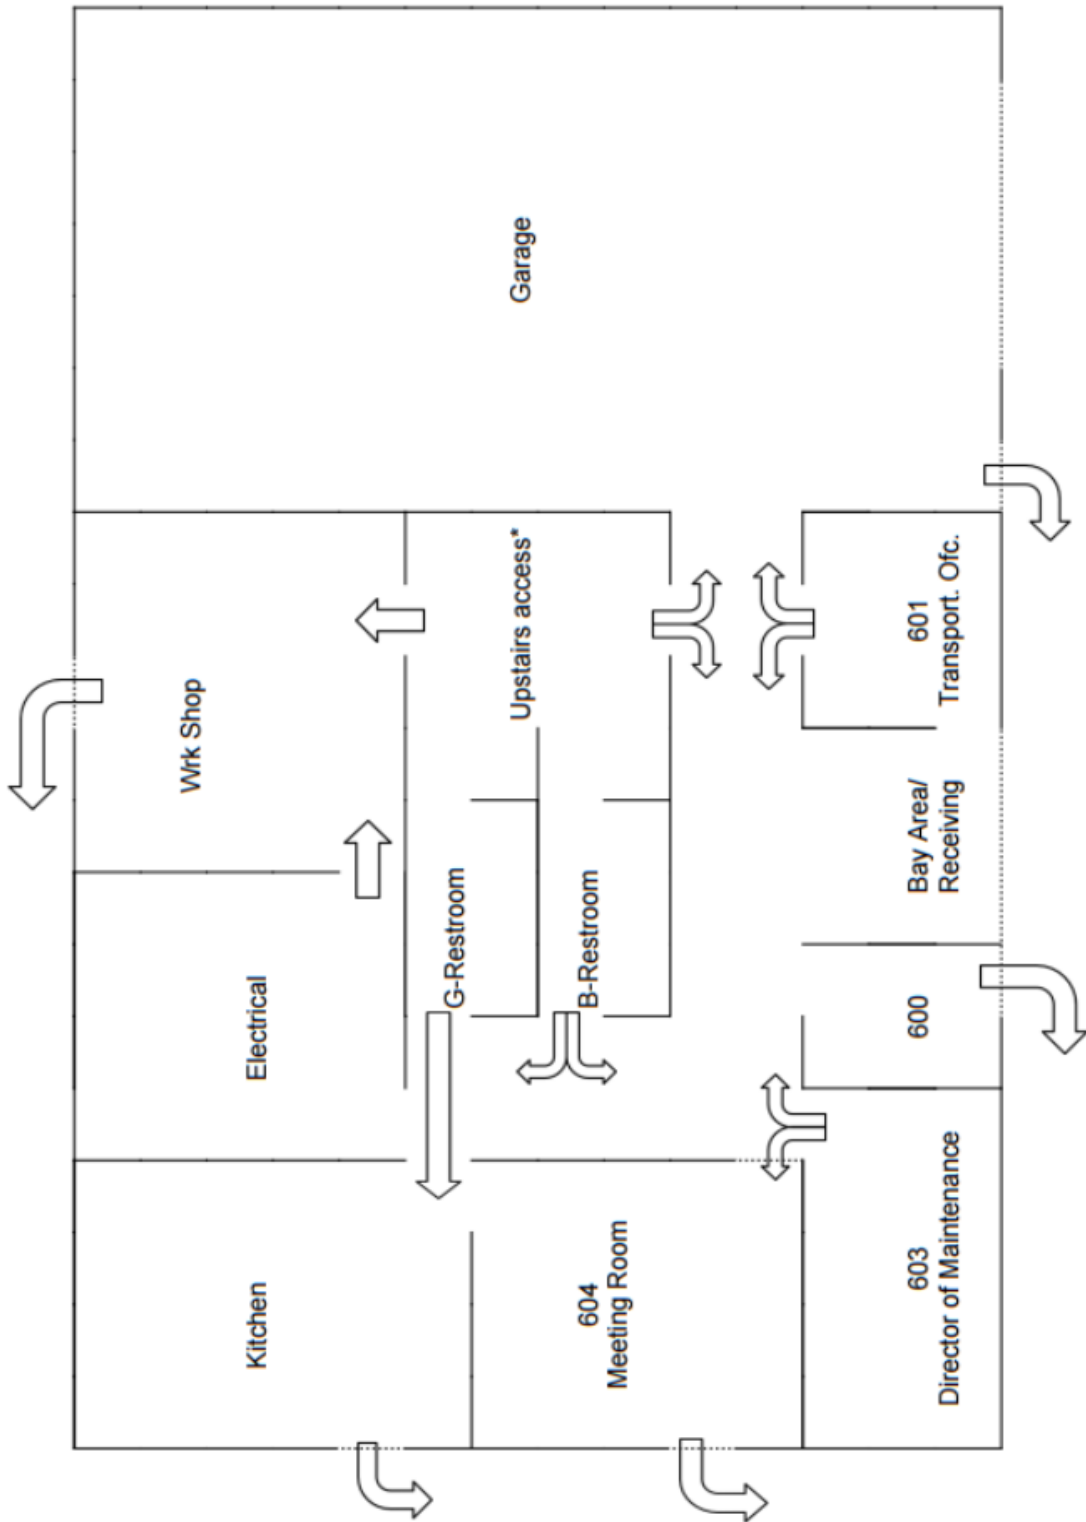 Kitchen
Electrical
Wrk Shop
G-Restroom
Upstairs access*
Garage
604
Meeting Room
B-Restroom
603
Director of Maintenance
600
Bay Area/
Receiving
601
Transport. Ofc.